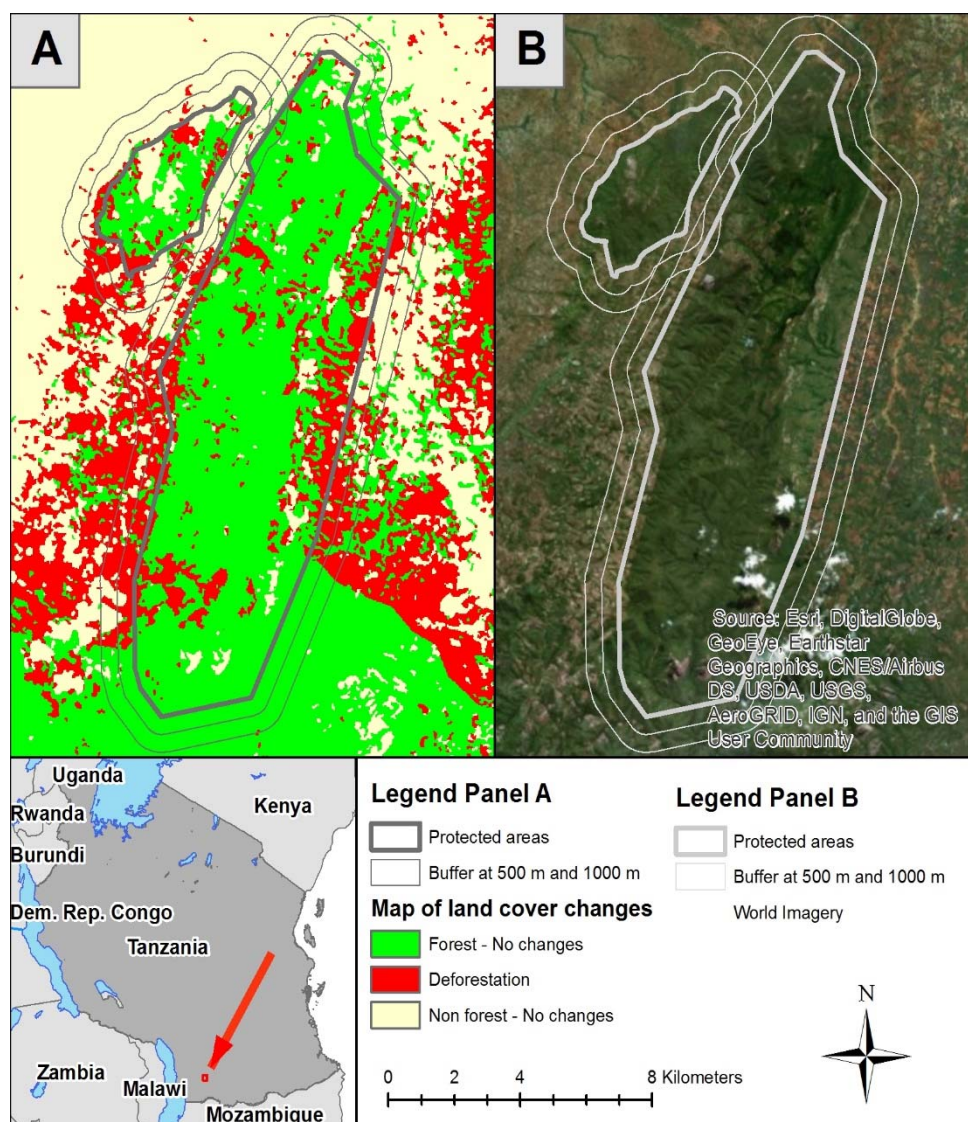 A
B
Source: Esri, DigitalGlobe,
GeoEye, Earthstar
Geographics, CNES/Airbus
DS, USDA, USGS,
AeroGRID, IGN, and the GIS
User Community
Uganda
Kenya
Rwanda
Burundi
Dem. Rep. Congo
Tanzania
Zambia
Malawi
Mozambique
Legend Panel A
Protected areas
Buffer at 500 m and 1000 m
Map of land cover changes
Forest - No changes
Deforestation
Non forest - No changes
Legend Panel B
Protected areas
Buffer at 500 m and 1000 m
World Imagery
N
0 2 4 8 Kilometers